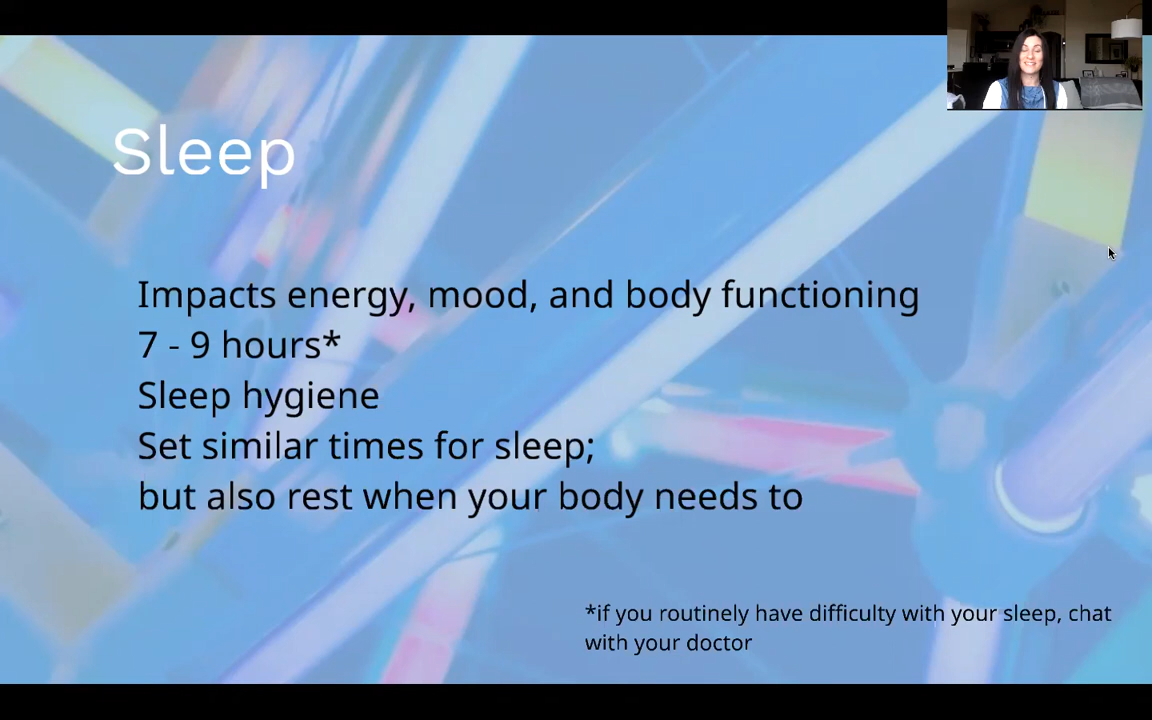 Sleep
Impacts energy, mood, and body functioning
7 - 9 hours*
Sleep hygiene
Set similar times for sleep;
but also rest when your body needs to
*if you routinely have difficulty with your sleep, chat
with your doctor